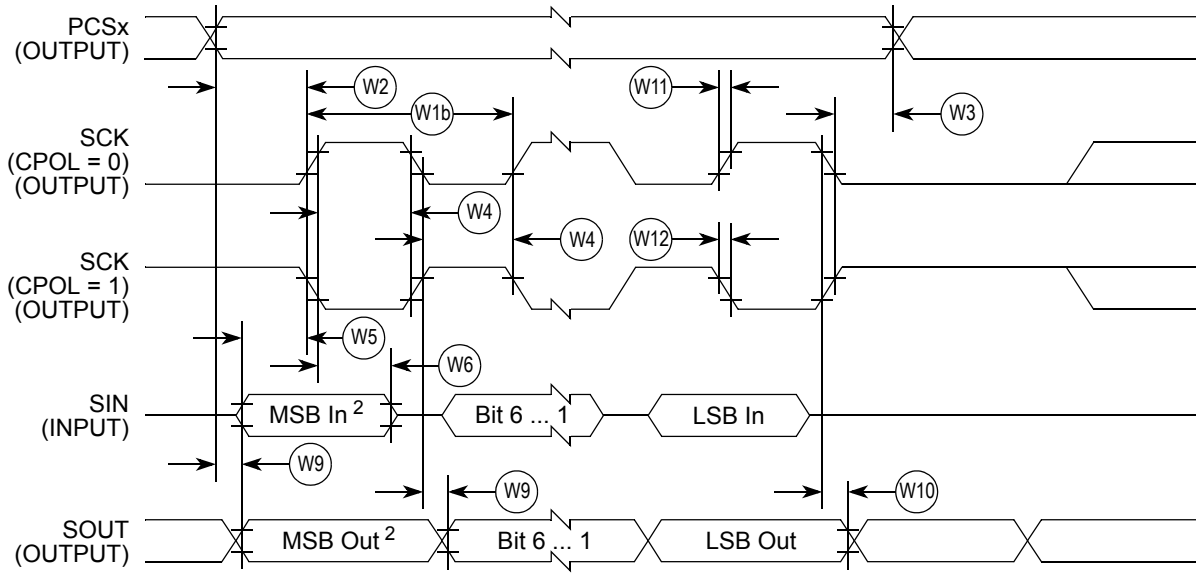 PCSx
(OUTPUT)
W2
W11
W1b
W3
SCK
(CPOL = 0)
(OUTPUT)
W4
W4
W12
SCK
(CPOL = 1)
(OUTPUT)
W5
W6
SIN
(INPUT)
MSB In 2
Bit 6 ... 1
LSB In
W9
W9
W10
SOUT
(OUTPUT)
MSB Out 2
Bit 6 ... 1
LSB Out